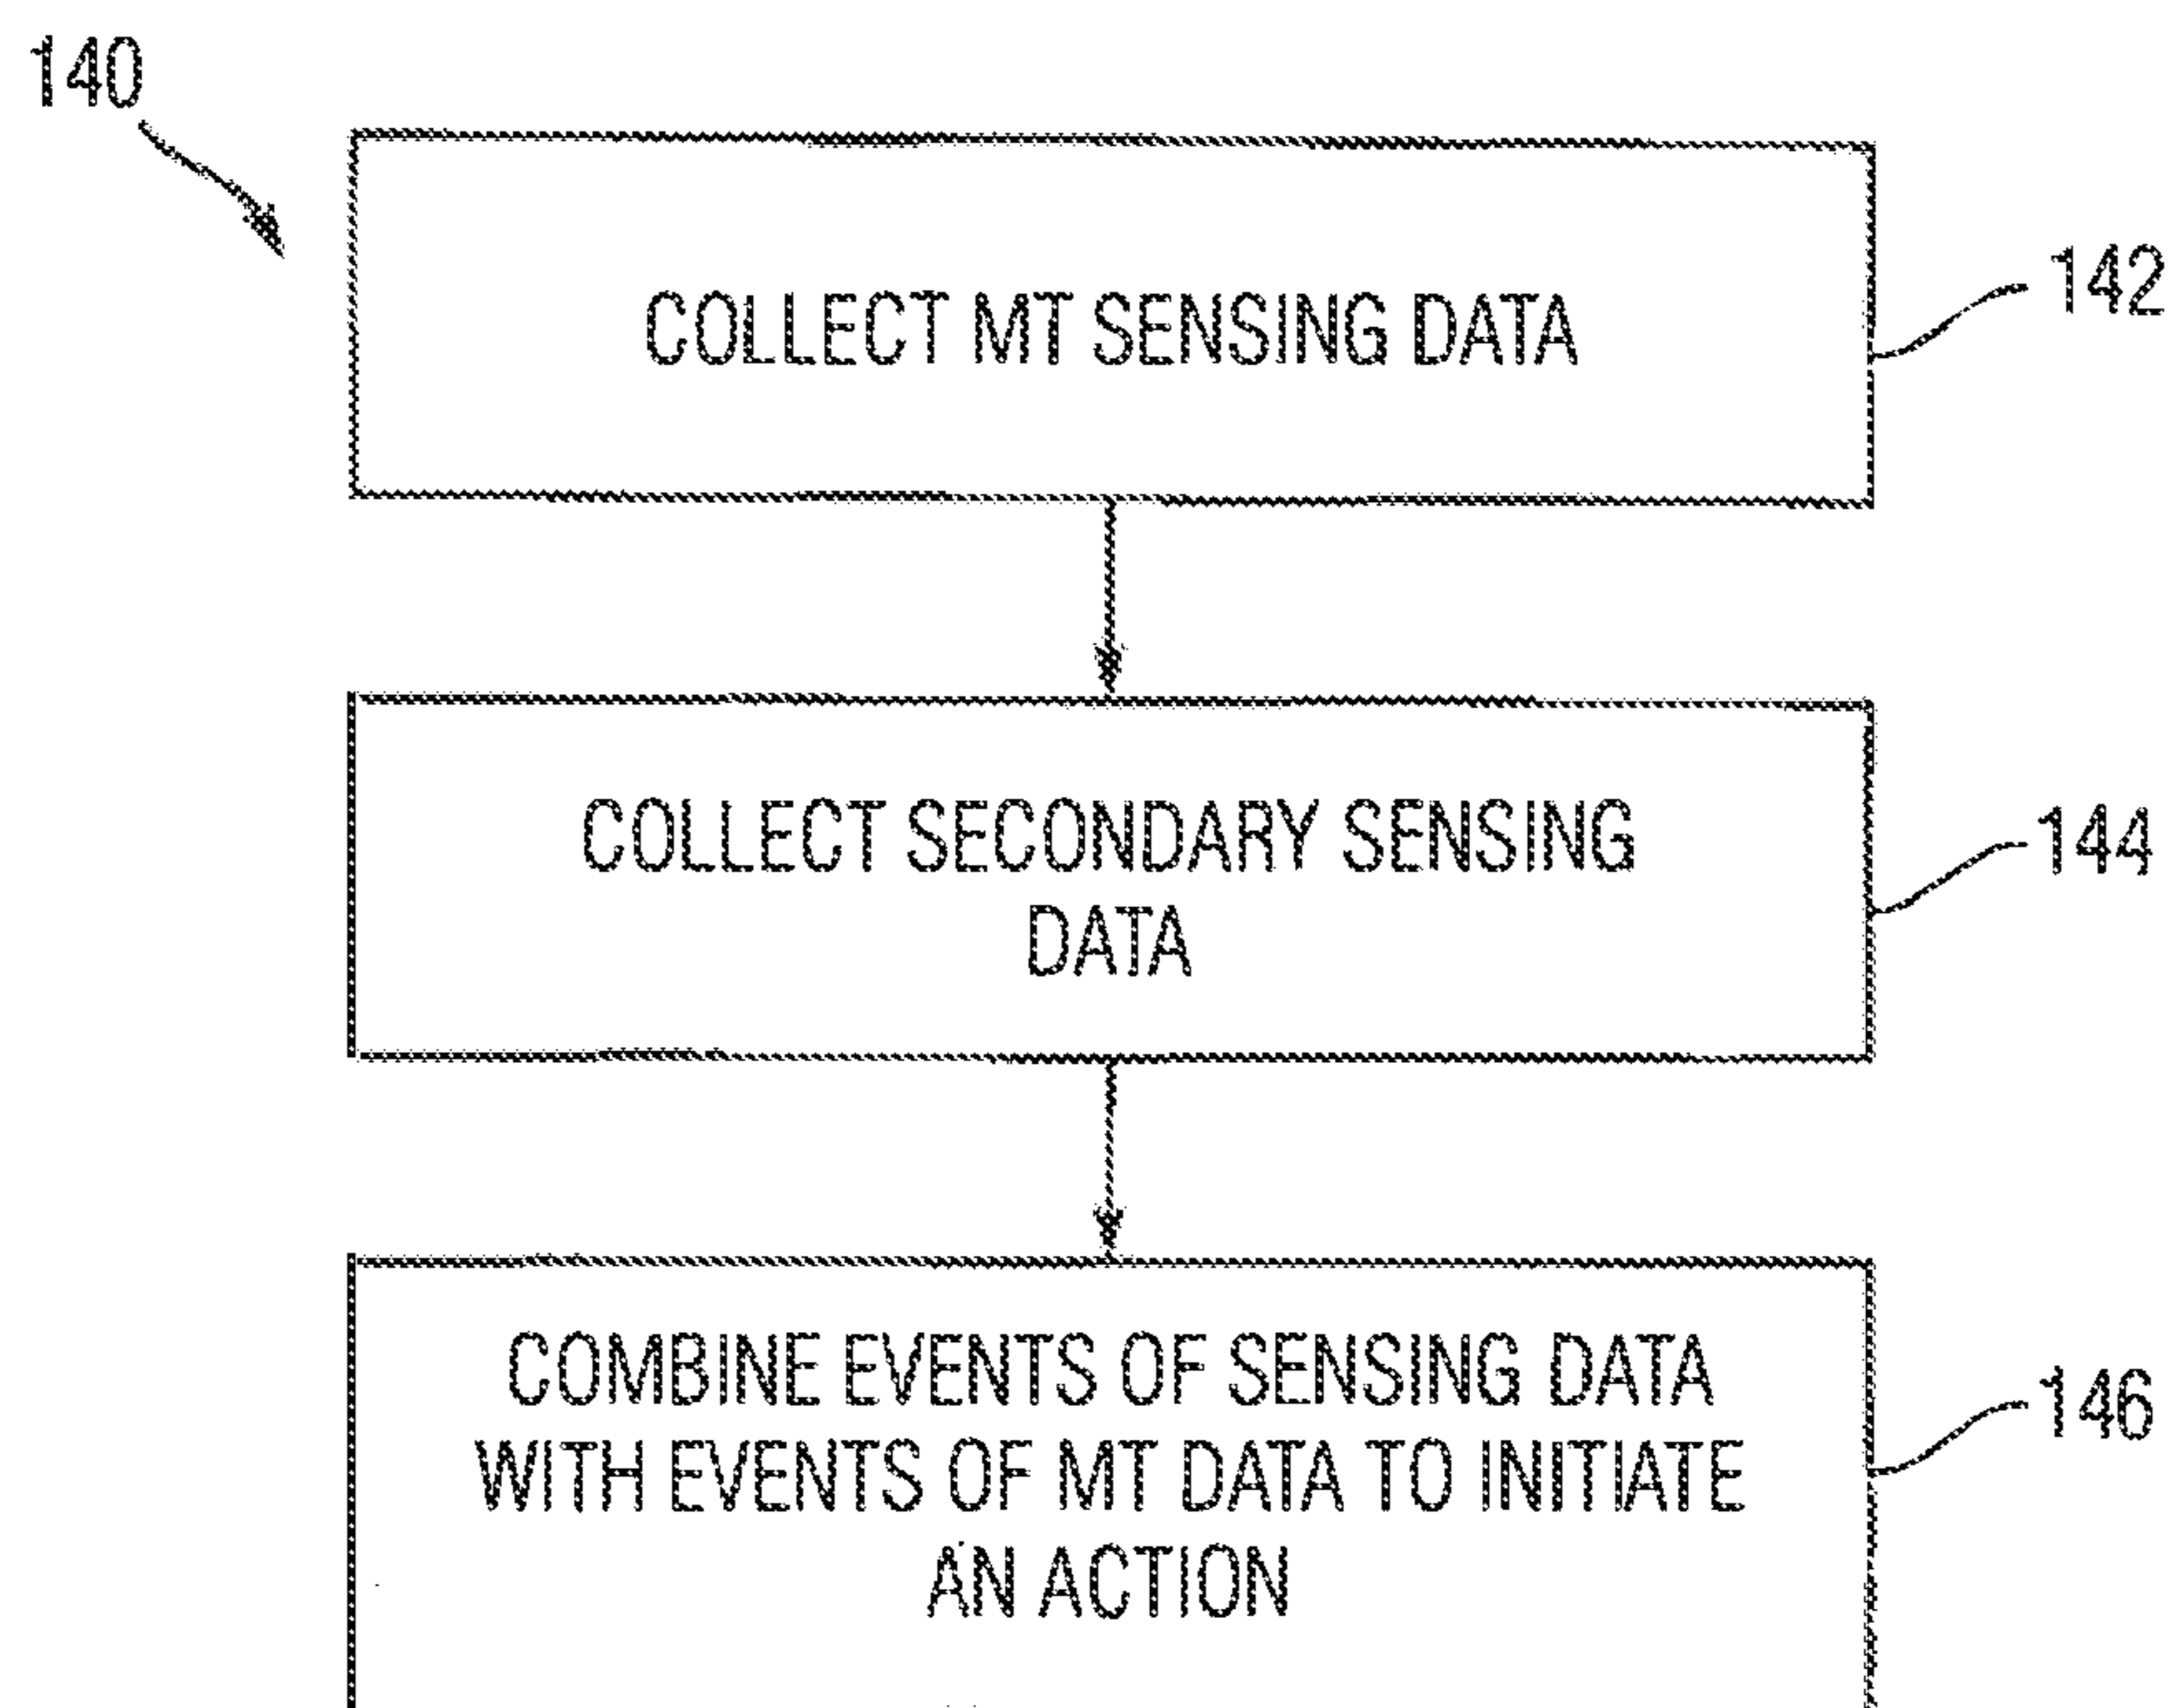 140
COLLECT MT SENSING DATA
142
COLLECT SECONDARY SENSING
DATA
144
COMBINE EVENTS OF SENSING DATA
WITH EVENTS OF MT DATA TO INITIATE
AN ACTION
146